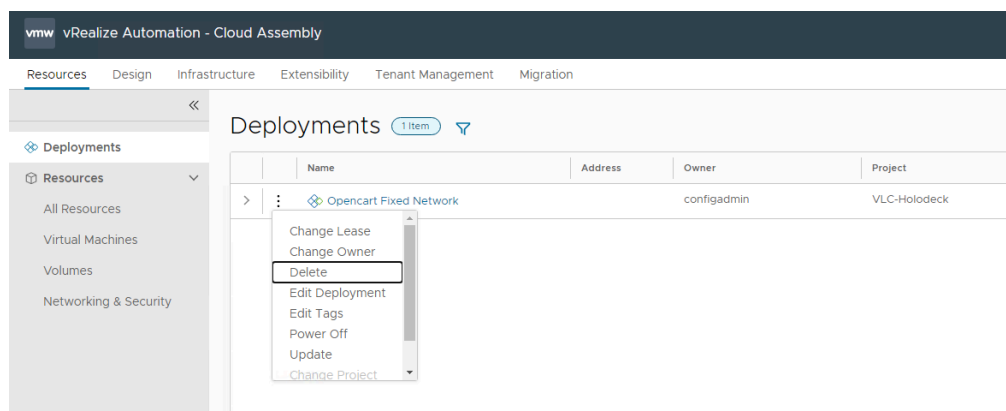 vmw vRealize Automation - Cloud Assembly
Resources Design Infrastructure Extensibility Tenant Management Migration
Deployments 1 Item
Deployments
Resources
All Resources
Virtual Machines
Volumes
Networking & Security
Name Address Owner Project
Opencart Fixed Network configadmin VLC-Holodeck
Change Lease
Change Owner
Delete
Edit Deployment
Edit Tags
Power Off
Update
Change Project